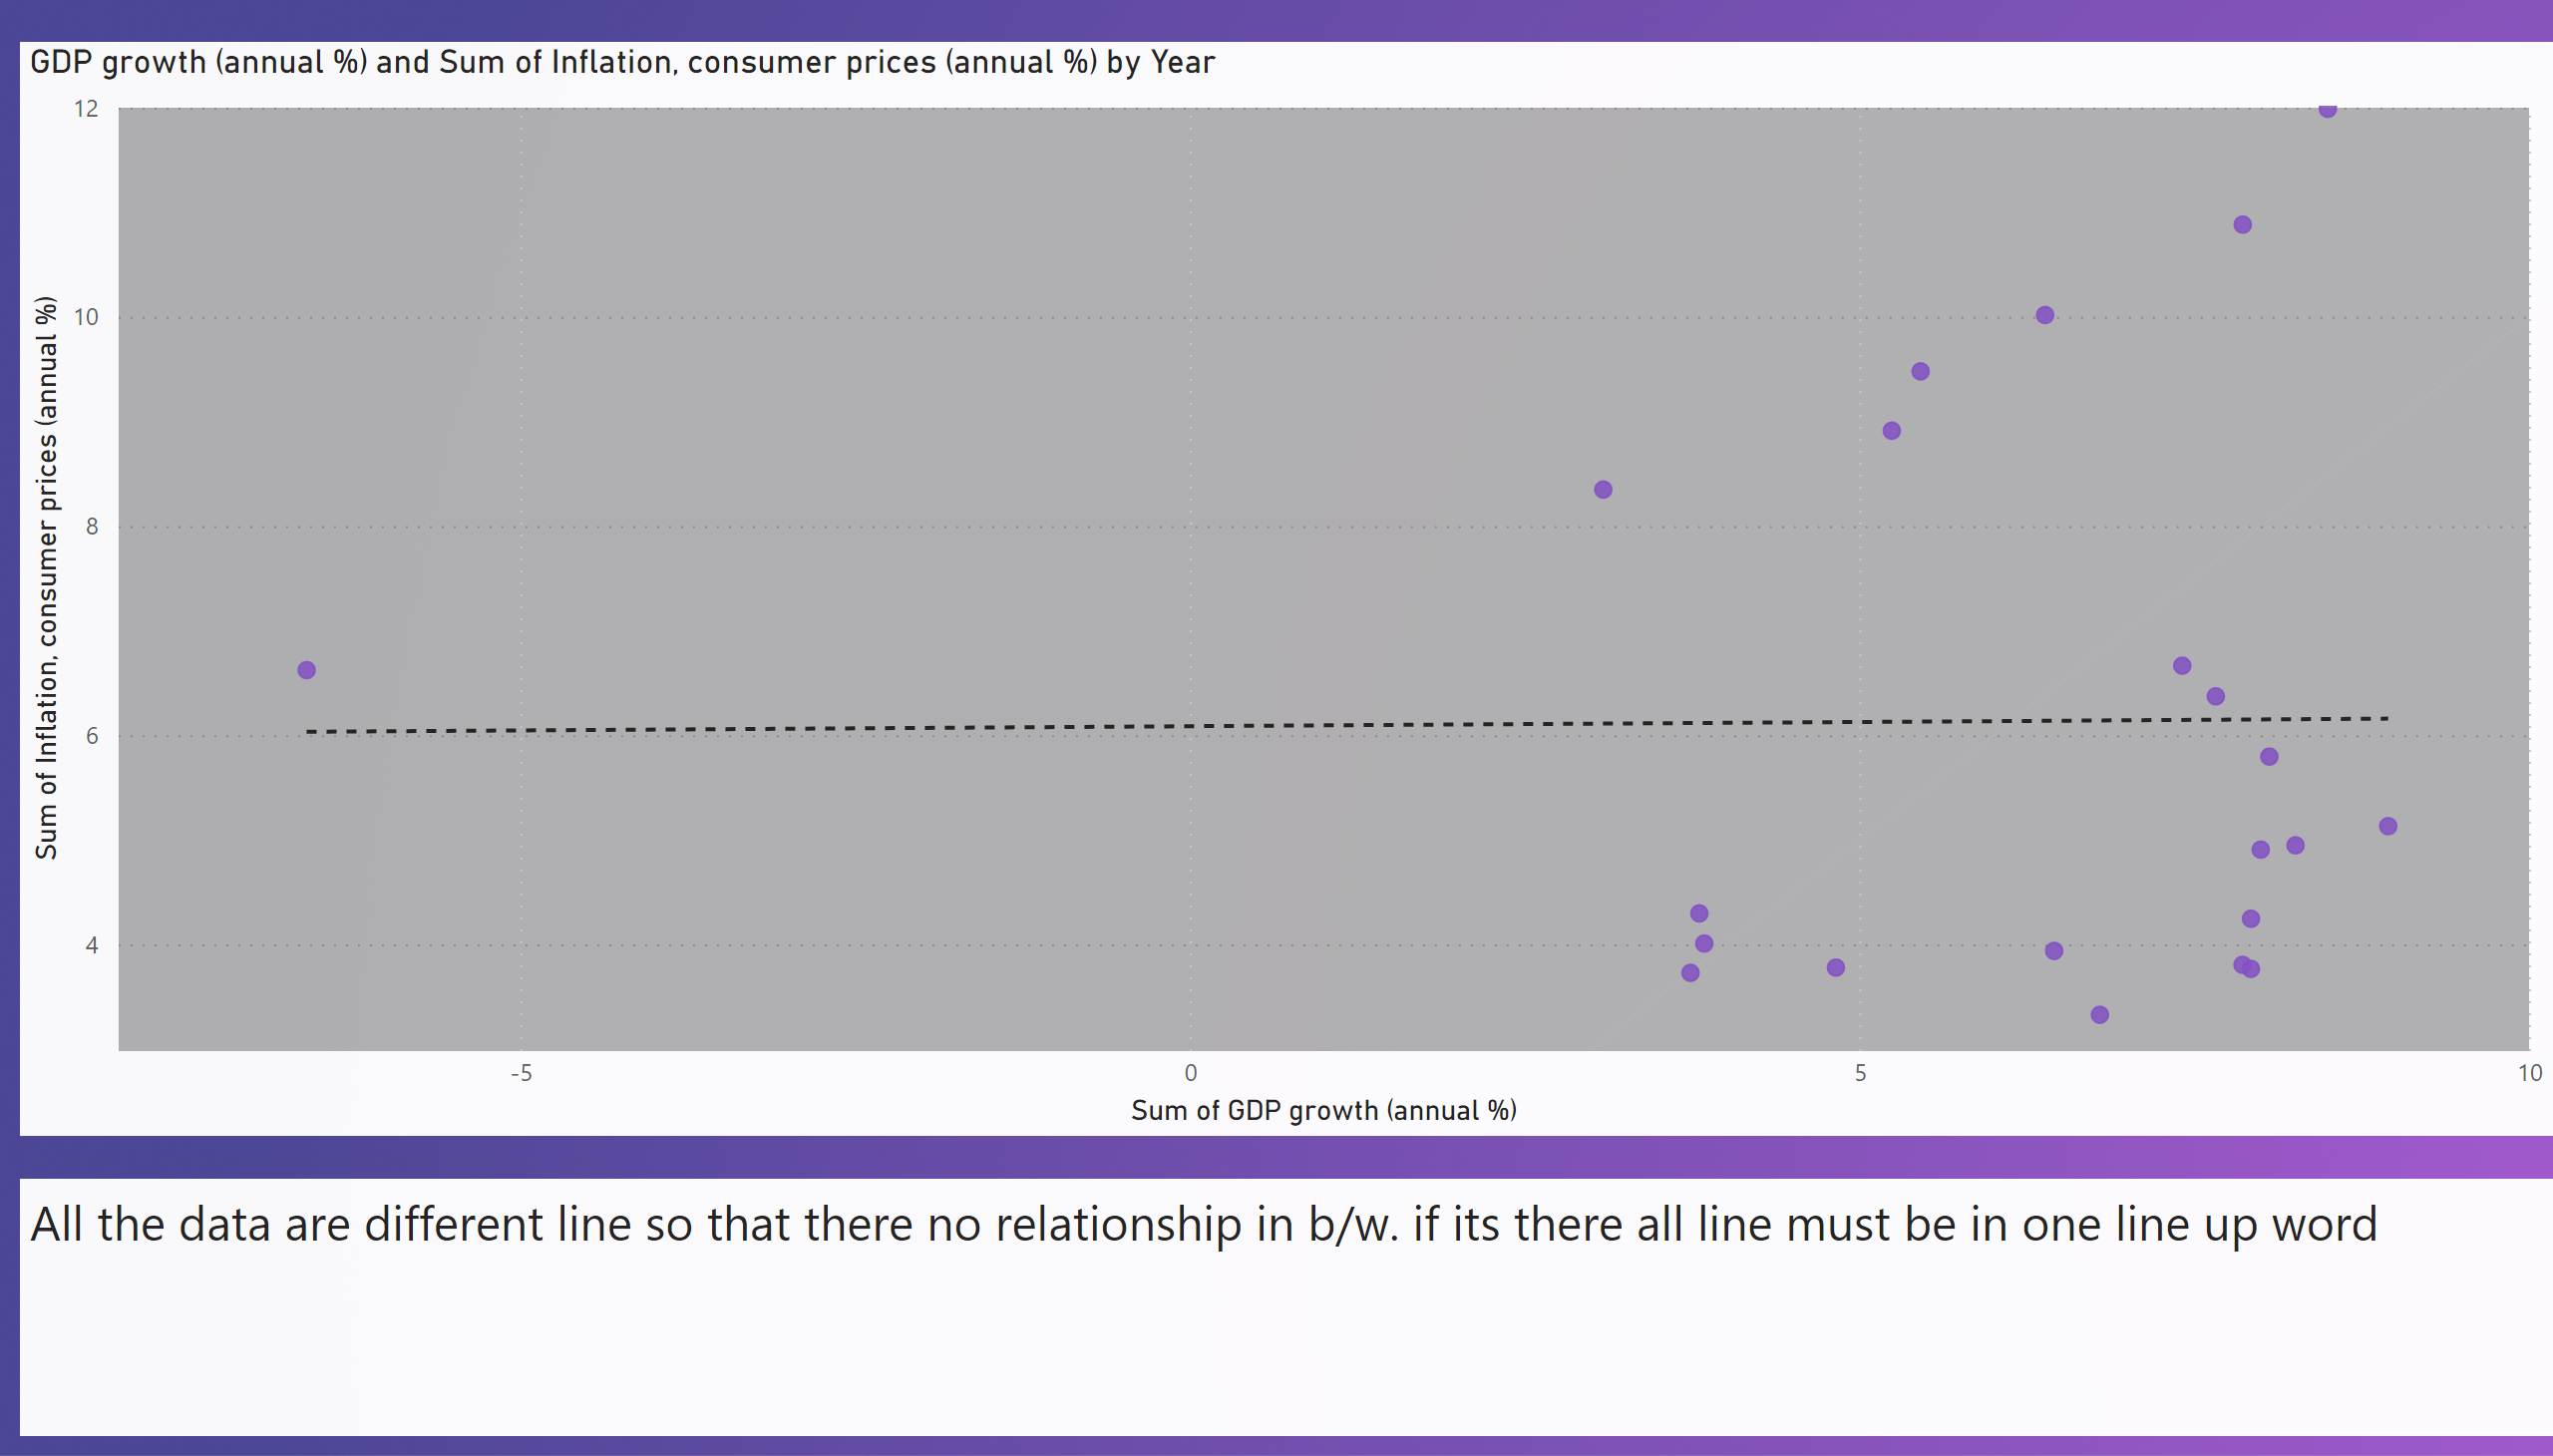 GDP growth (annual %) and Sum of Inflation, consumer prices (annual %) by Year
Sum of Inflation, consumer prices (annual %)
12
10
8
6
4
-5
0
5
10
Sum of GDP growth (annual %)
All the data are different line so that there no relationship in b/w. if its there all line must be in one line up word